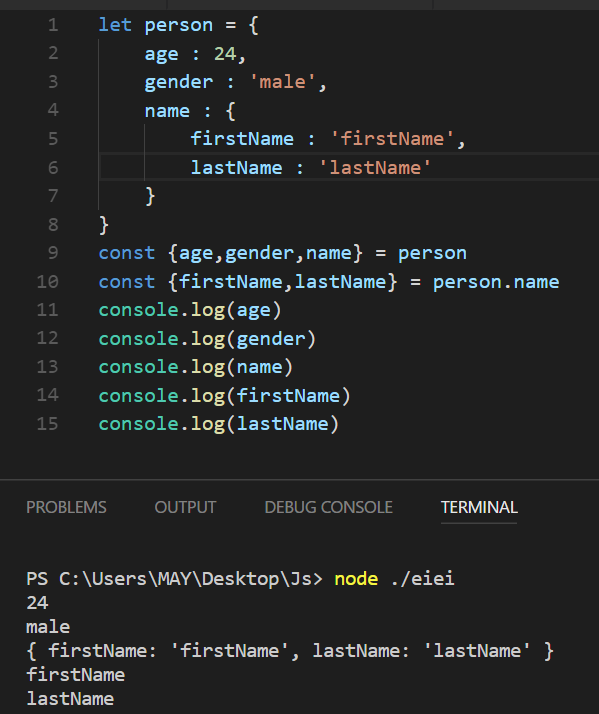 1 let person = {
2 age : 24,
3 gender : 'male',
4 name : {
5 firstName : 'firstName',
6 lastName : 'lastName'
7 }
8 }
9 const {age,gender,name} = person
10 const {firstName,lastName} = person.name
11 console.log(age)
12 console.log(gender)
13 console.log(name)
14 console.log(firstName)
15 console.log(lastName)
PROBLEMS OUTPUT DEBUG CONSOLE TERMINAL
PS C:\Users\MAY\Desktop\Js> node ./eiei
24
male
{ firstName: 'firstName', lastName: 'lastName' }
firstName
lastName